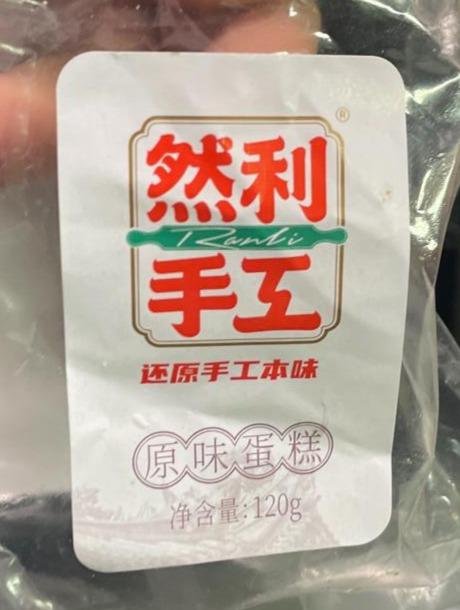 ®
然利
Ranli
手工
还原手工本味
原味蛋糕
净含量:120g